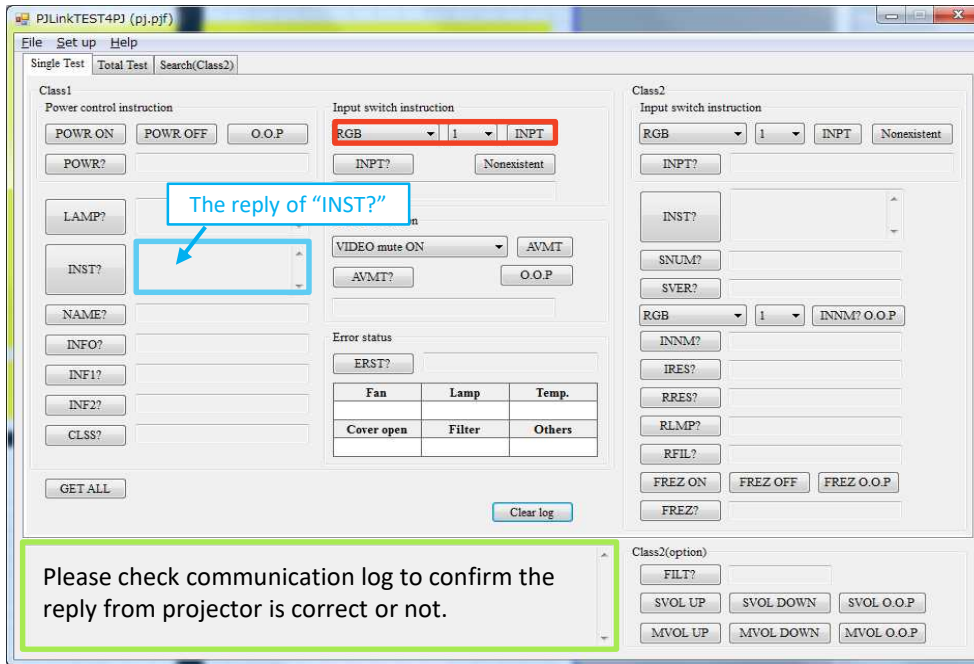 PJLinkTEST4PJ (pj.pjf)
File Set up Help
Single Test Total Test Search(Class2)
Class1
Power control instruction
POWR ON POWR OFF O.O.P
POWR?
LAMP?
The reply of “INST?”
INST?
NAME?
INFO?
INF1?
INF2?
CLSS?
GET ALL
Input switch instruction
RGB 1 INPT
INPT? Nonexistent
VIDEO mute ON AVMT
AVMT? O.O.P
Error status
ERST?
Fan Lamp Temp.
Cover open Filter Others
Clear log
Class2
Input switch instruction
RGB 1 INPT Nonexistent
INPT?
INST?
SNUM?
SVER?
RGB 1 INNM? O.O.P
INNM?
IRES?
RRES?
RLMP?
RFIL?
FREZ ON FREZ OFF FREZ O.O.P
FREZ?
Please check communication log to confirm the
reply from projector is correct or not.
Class2(option)
FILT?
SVOL UP SVOL DOWN SVOL O.O.P
MVOL UP MVOL DOWN MVOL O.O.P